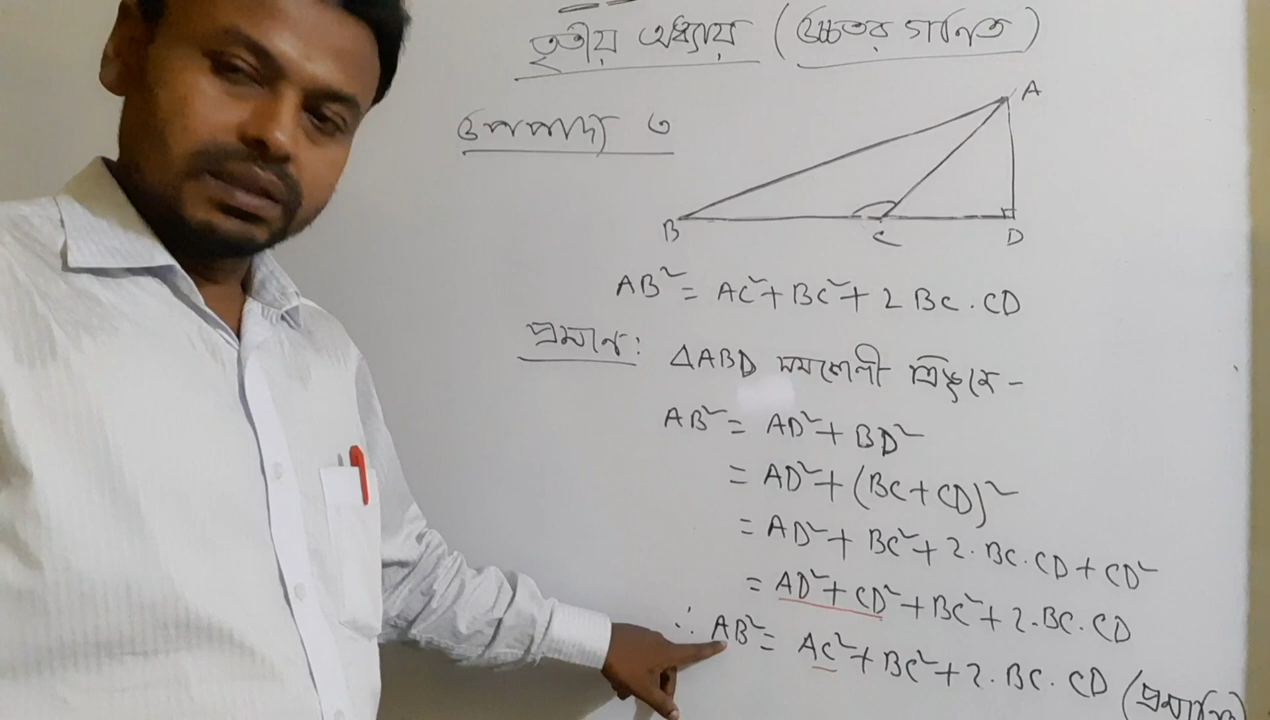 তৃতীয় অধ্যায় (উচ্চতর গনিত)
উপপাদ্য ৩
A
B C D
AB² = AC² + BC² + 2 BC . CD
প্রমান: ΔABD সমকোণী ত্রিভুজে -
AB² = AD² + BD²
= AD² + (BC + CD)²
= AD² + BC² + 2 . BC . CD + CD²
= AD² + CD² + BC² + 2 . BC . CD
∴ AB² = AC² + BC² + 2 . BC . CD (প্রমানিত)